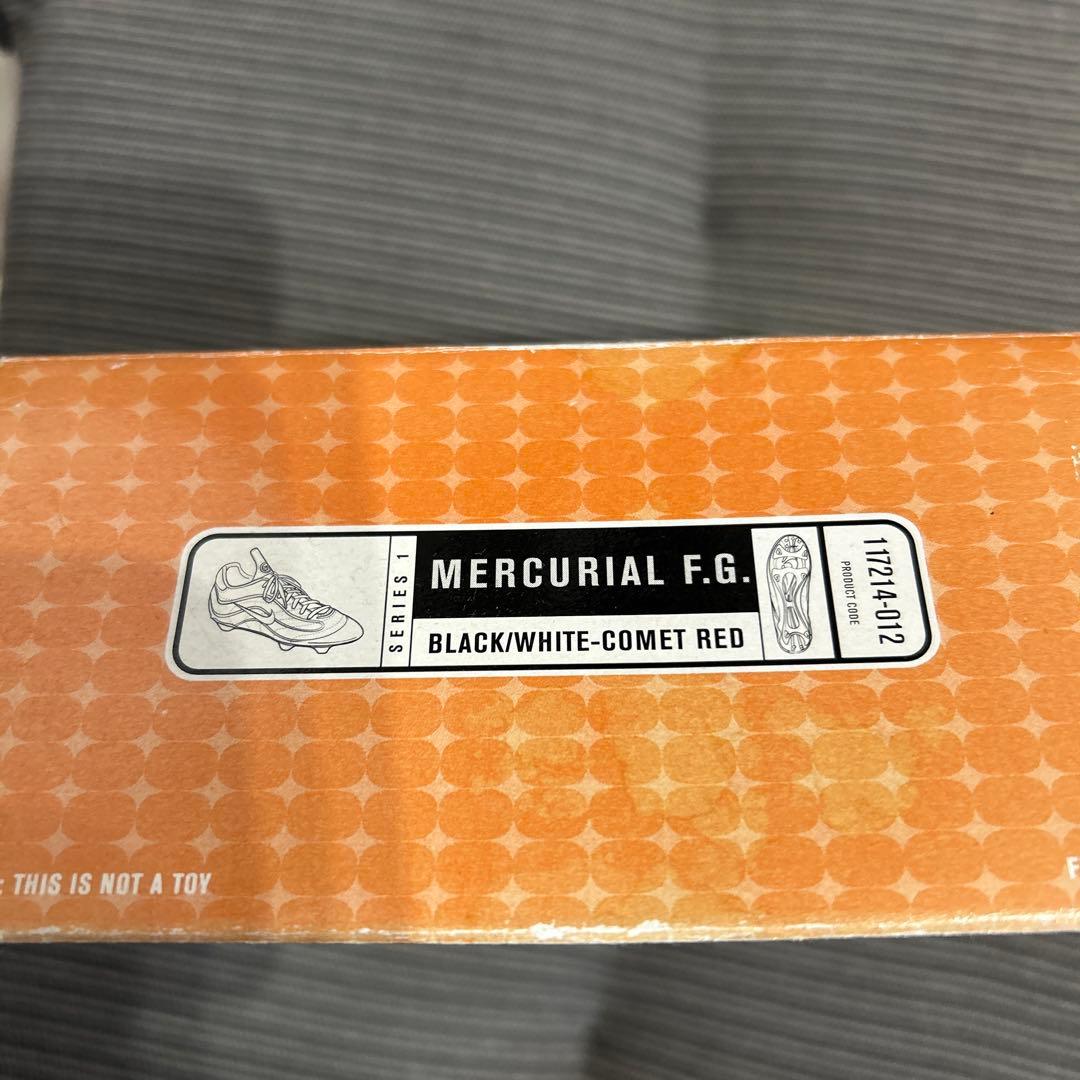 SERIES 1
MERCURIAL F.G.
BLACK/WHITE-COMET RED
117214-012
PRODUCT CODE
: THIS IS NOT A TOY
F